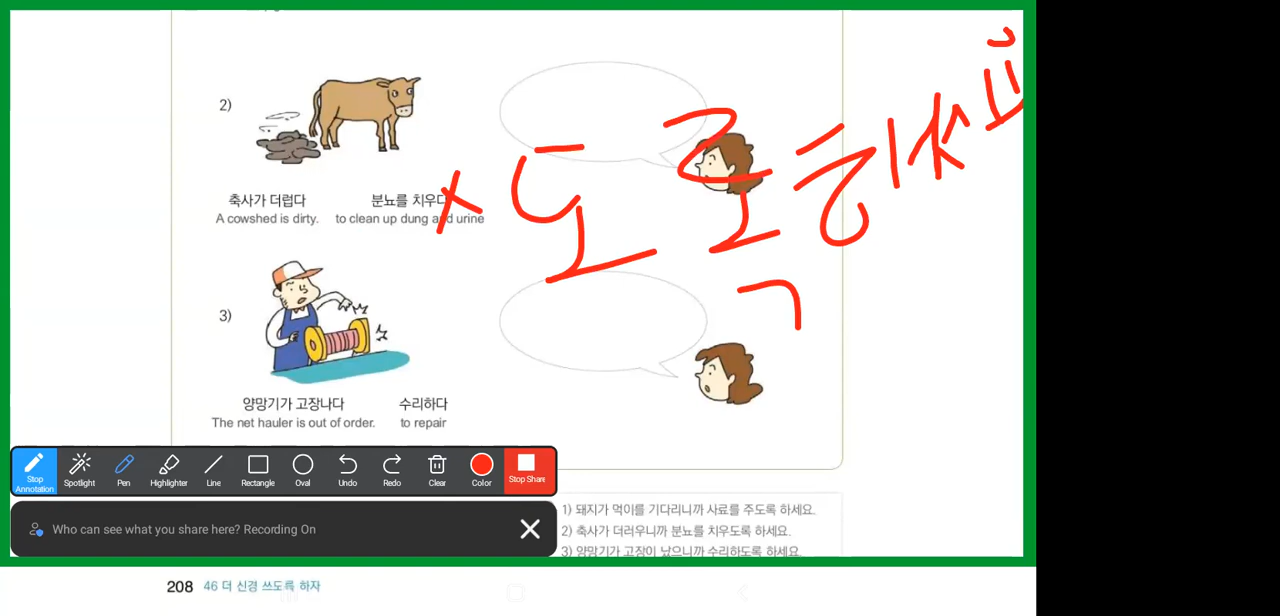 2)
축사가 더럽다 분뇨를 치우다
A cowshed is dirty. to clean up dung and urine
x 도록 하세요
3)
양망기가 고장나다 수리하다
The net hauler is out of order. to repair
Stop Annotation Spotlight Pen Highlighter Line Rectangle Oval Undo Redo Clear Color Stop Share
Who can see what you share here? Recording On
1) 돼지가 먹이를 기다리니까 사료를 주도록 하세요.
2) 축사가 더러우니까 분뇨를 치우도록 하세요.
3) 양망기가 고장이 났으니까 수리하도록 하세요.
208 46 더 신경 쓰도록 하자